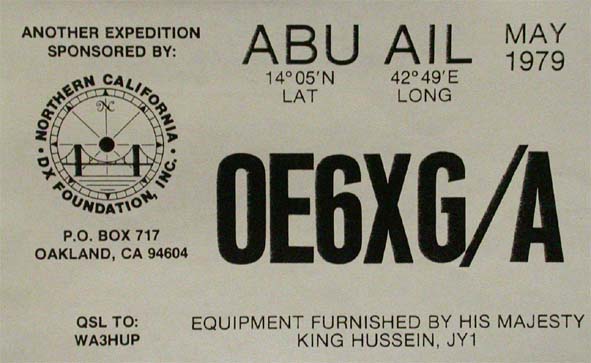 ANOTHER EXPEDITION
SPONSORED BY:
NORTHERN CALIFORNIA
• DX FOUNDATION, INC. •
NC
P.O. BOX 717
OAKLAND, CA 94604
QSL TO:
WA3HUP
ABU AIL
14°05'N 42°49'E
LAT LONG
MAY
1979
OE6XG/A
EQUIPMENT FURNISHED BY HIS MAJESTY
KING HUSSEIN, JY1